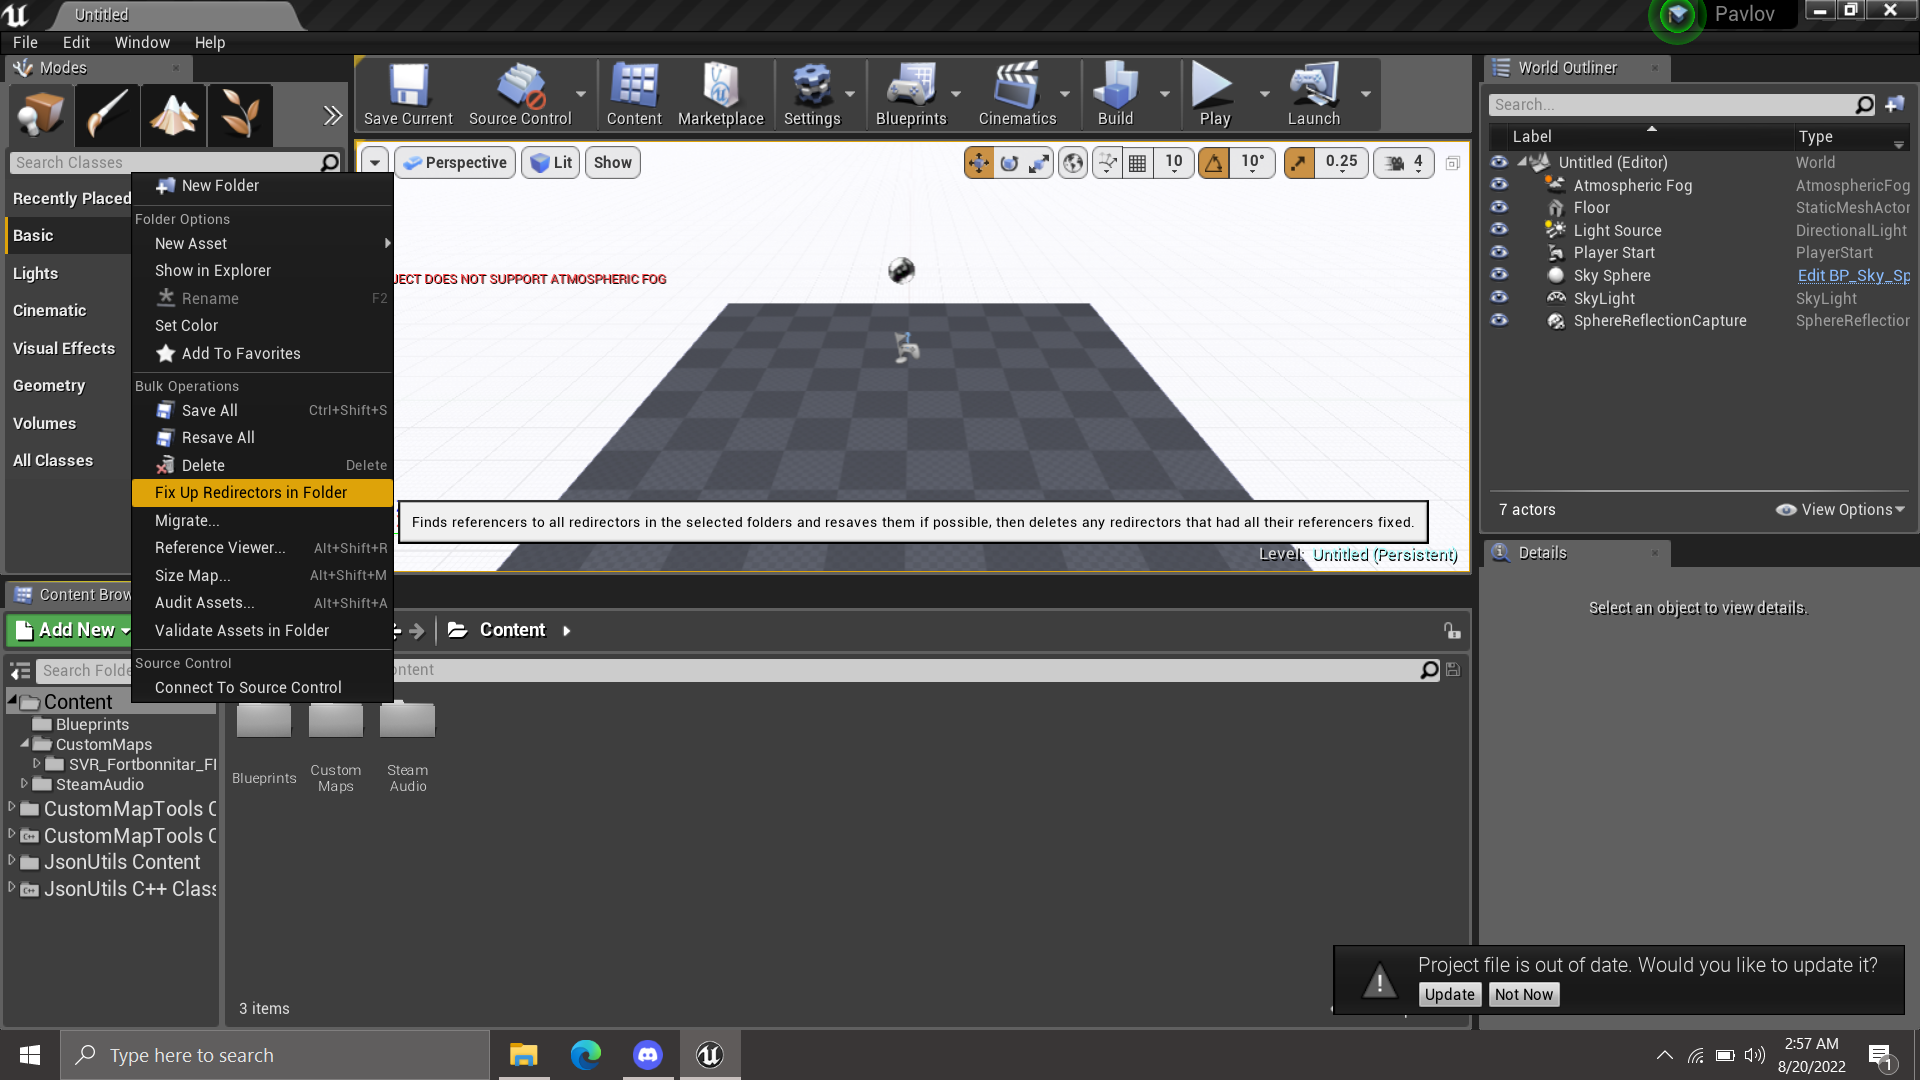 Untitled
Pavlov
File Edit Window Help
Modes
Save Current
Source Control
Content
Marketplace
Settings
Blueprints
Cinematics
Build
Play
Launch
World Outliner
Search...
Label Type
Untitled (Editor) World
Atmospheric Fog AtmosphericFog
Floor StaticMeshActor
Light Source DirectionalLight
Player Start PlayerStart
Sky Sphere Edit BP_Sky_Sp
SkyLight SkyLight
SphereReflectionCapture SphereReflection
7 actors View Options
Details
Select an object to view details.
Search Classes
Recently Placed
Basic
Lights
Cinematic
Visual Effects
Geometry
Volumes
All Classes
New Folder
Folder Options
New Asset
Show in Explorer
Rename F2
Set Color
Add To Favorites
Bulk Operations
Save All Ctrl+Shift+S
Resave All
Delete Delete
Fix Up Redirectors in Folder
Migrate...
Reference Viewer... Alt+Shift+R
Size Map... Alt+Shift+M
Audit Assets... Alt+Shift+A
Validate Assets in Folder
Source Control
Connect To Source Control
Perspective Lit Show 10 10° 0.25 4
JECT DOES NOT SUPPORT ATMOSPHERIC FOG
Finds referencers to all redirectors in the selected folders and resaves them if possible, then deletes any redirectors that had all their referencers fixed.
Level: Untitled (Persistent)
Content Brow
Add New
Content
Search Folde
ontent
Content
Blueprints
CustomMaps
SVR_Fortbonnitar_Fl
SteamAudio
CustomMapTools C
CustomMapTools C
JsonUtils Content
JsonUtils C++ Class
Blueprints
Custom
Maps
Steam
Audio
3 items
Project file is out of date. Would you like to update it?
Update Not Now
Type here to search
2:57 AM
8/20/2022
1